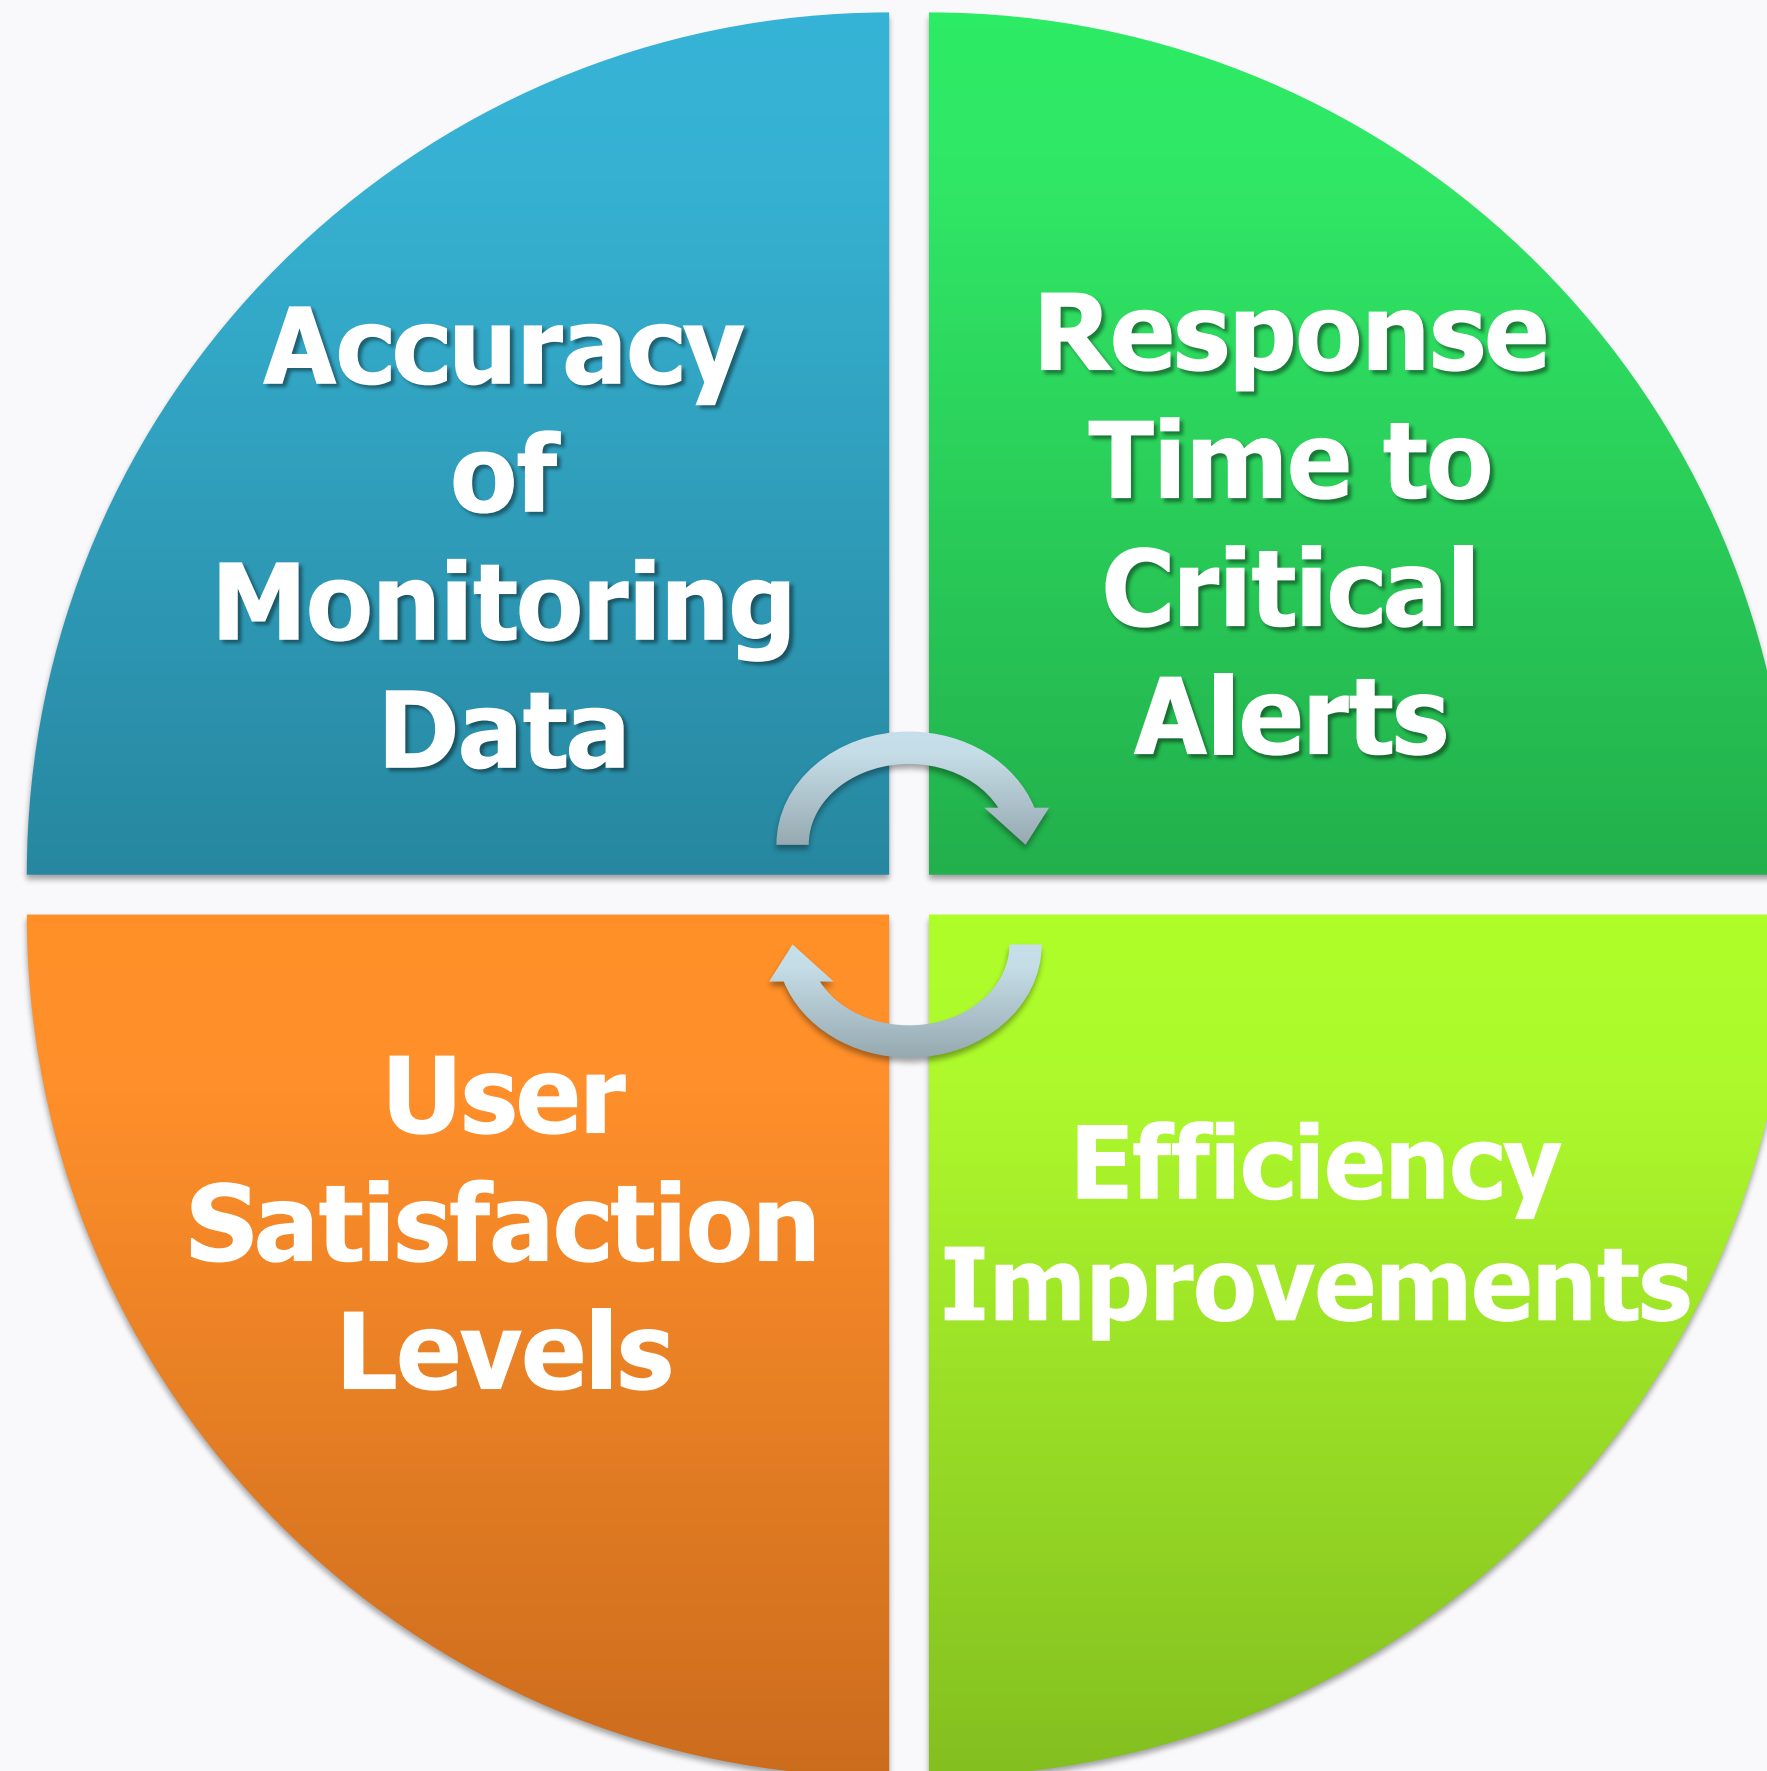 Accuracy
of
Monitoring
Data
Response
Time to
Critical
Alerts
User
Satisfaction
Levels
Efficiency
Improvements